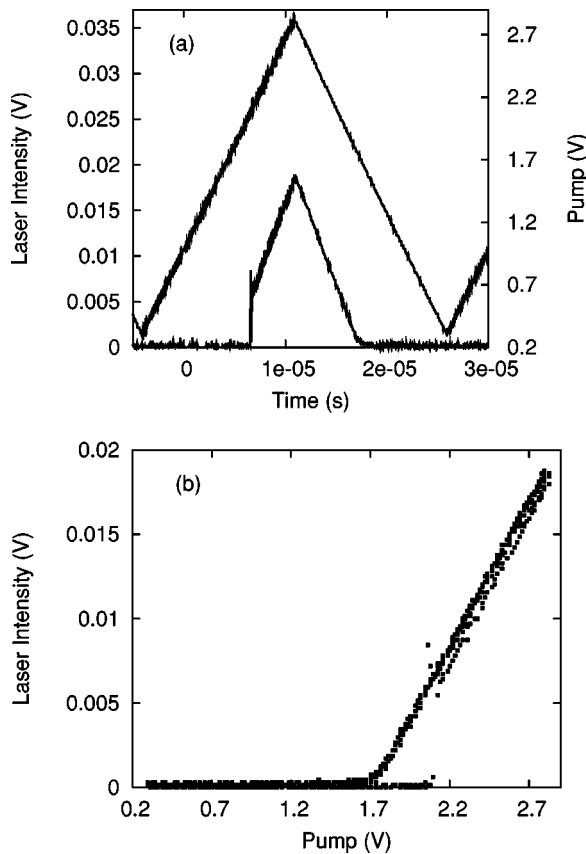 (a)
0.035
0.03
0.025
0.02
0.015
0.01
0.005
0
Laser Intensity (V)
2.7
2.2
1.7
1.2
0.7
0.2
Pump (V)
0
1e-05
2e-05
3e-05
Time (s)
(b)
0.02
0.015
0.01
0.005
0
Laser Intensity (V)
0.2
0.7
1.2
1.7
2.2
2.7
Pump (V)